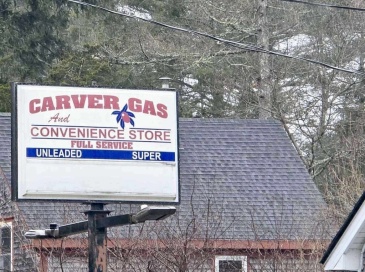 CARVER GAS
And
CONVENIENCE STORE
FULL SERVICE
UNLEADED SUPER